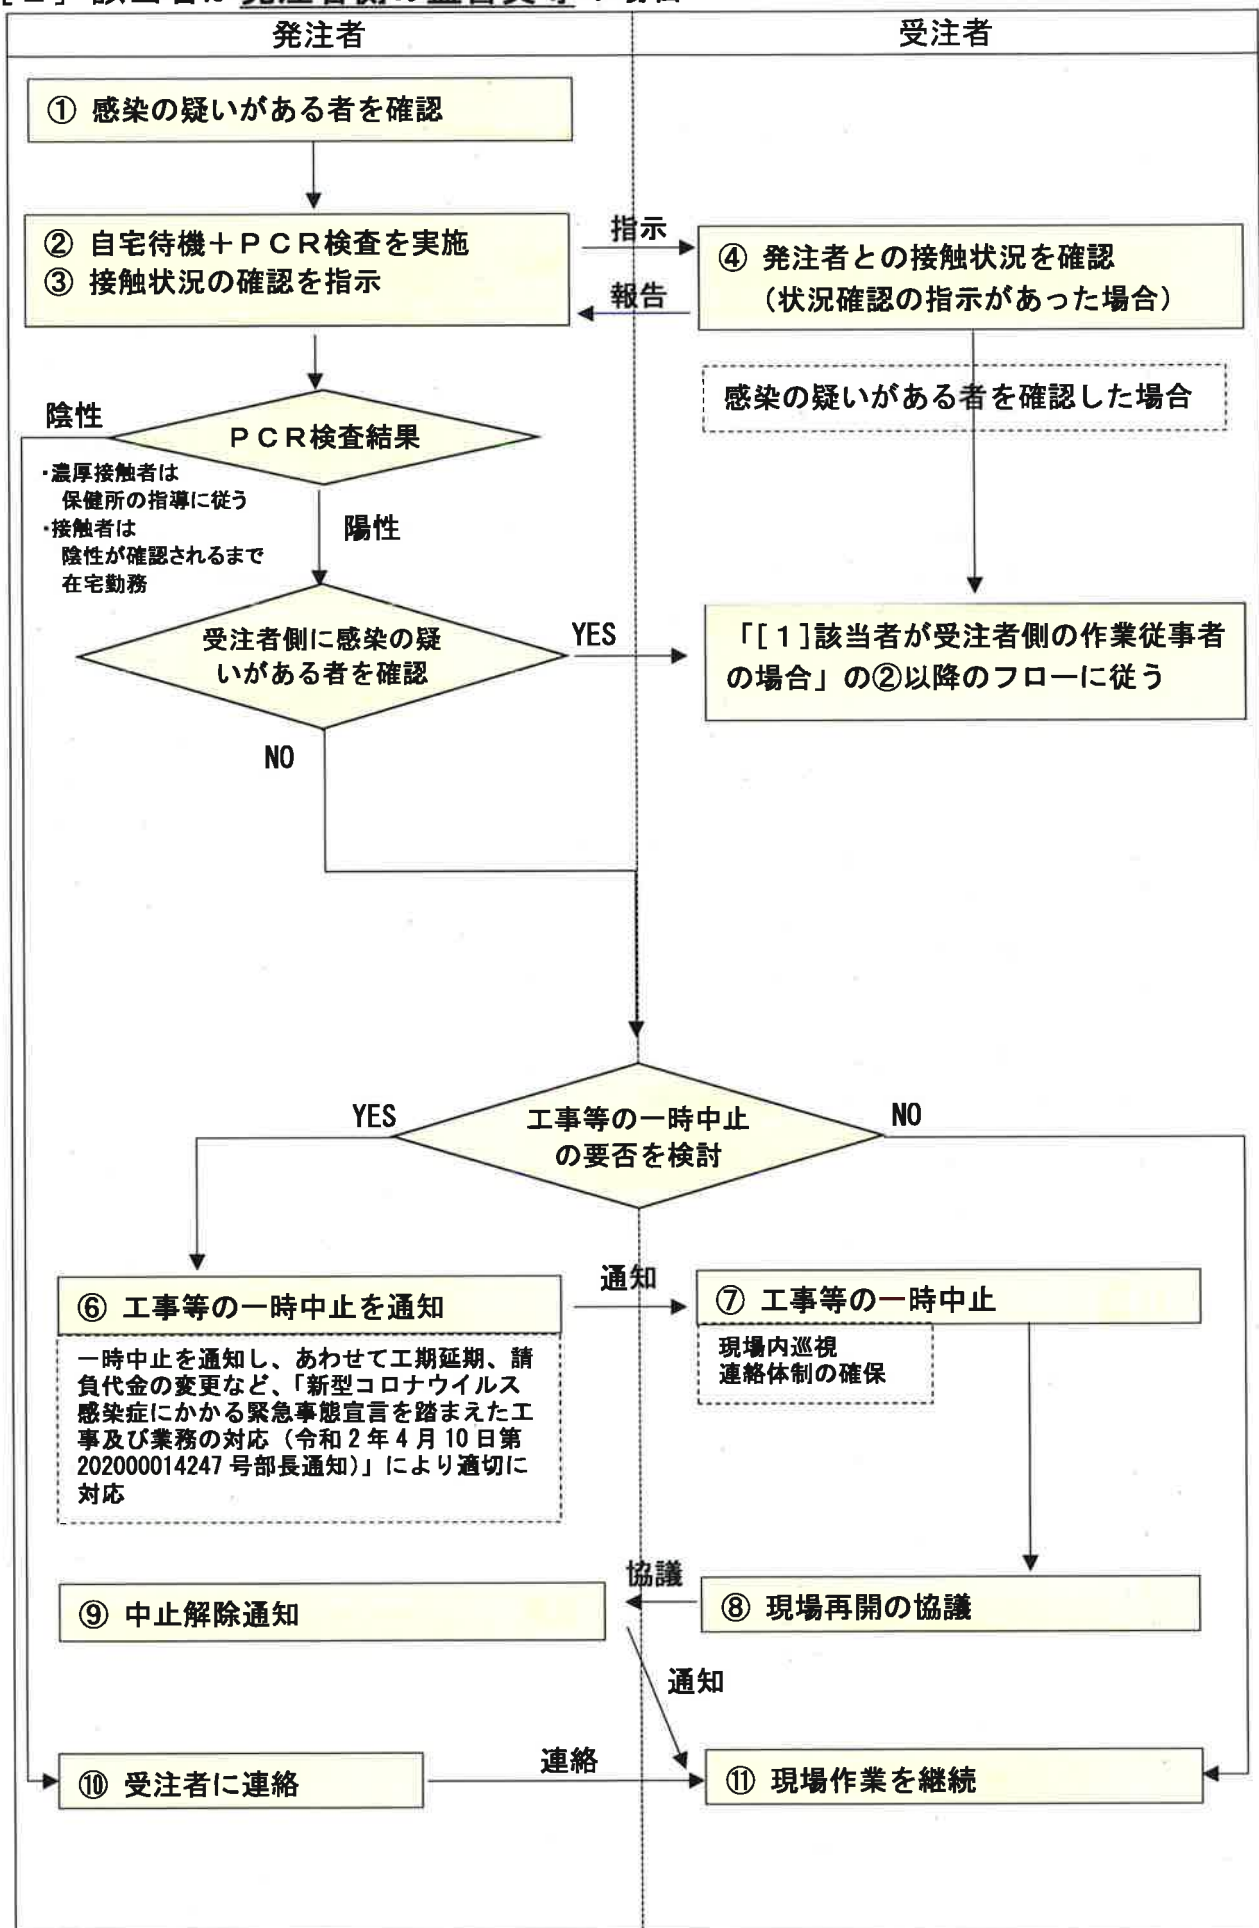 発注者
受注者
① 感染の疑いがある者を確認
② 自宅待機+PCR検査を実施
③ 接触状況の確認を指示
指示
報告
④ 発注者との接触状況を確認
(状況確認の指示があった場合)
感染の疑いがある者を確認した場合
陰性
PCR検査結果
・濃厚接触者は
保健所の指導に従う
・接触者は
陰性が確認されるまで
在宅勤務
陽性
受注者側に感染の疑
いがある者を確認
YES
「[1]該当者が受注者側の作業従事者
の場合」の②以降のフローに従う
NO
工事等の一時中止
の要否を検討
YES
NO
⑥ 工事等の一時中止を通知
通知
⑦ 工事等の一時中止
一時中止を通知し、あわせて工期延期、請
負代金の変更など、「新型コロナウイルス
感染症にかかる緊急事態宣言を踏まえた工
事及び業務の対応(令和2年4月10日第
202000014247号部長通知)」により適切に
対応
現場内巡視
連絡体制の確保
⑨ 中止解除通知
協議
⑧ 現場再開の協議
通知
⑩ 受注者に連絡
連絡
⑪ 現場作業を継続